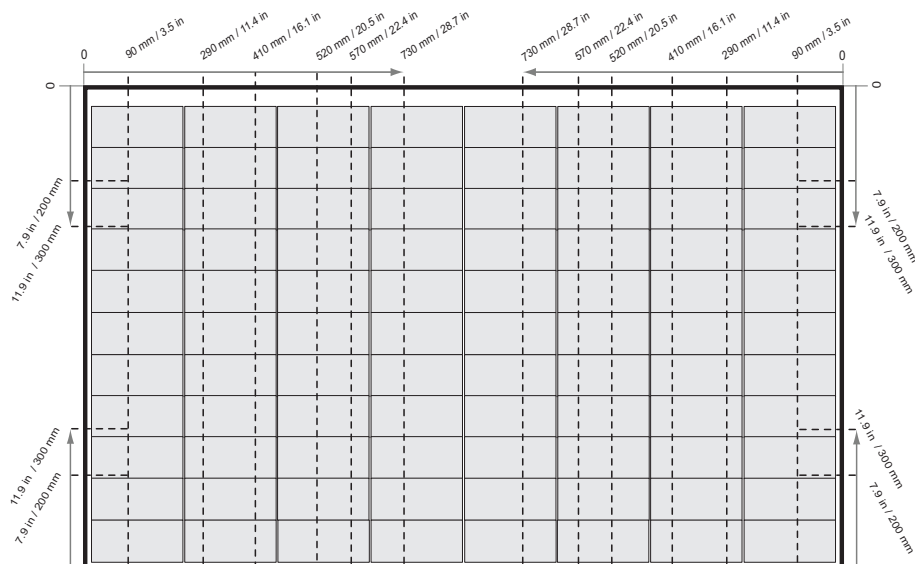 0
90 mm / 3.5 in
290 mm / 11.4 in
410 mm / 16.1 in
520 mm / 20.5 in
570 mm / 22.4 in
730 mm / 28.7 in
730 mm / 28.7 in
570 mm / 22.4 in
520 mm / 20.5 in
410 mm / 16.1 in
290 mm / 11.4 in
90 mm / 3.5 in
0
0
0
7.9 in / 200 mm
11.9 in / 300 mm
7.9 in / 200 mm
11.9 in / 300 mm
11.9 in / 300 mm
7.9 in / 200 mm
11.9 in / 300 mm
7.9 in / 200 mm